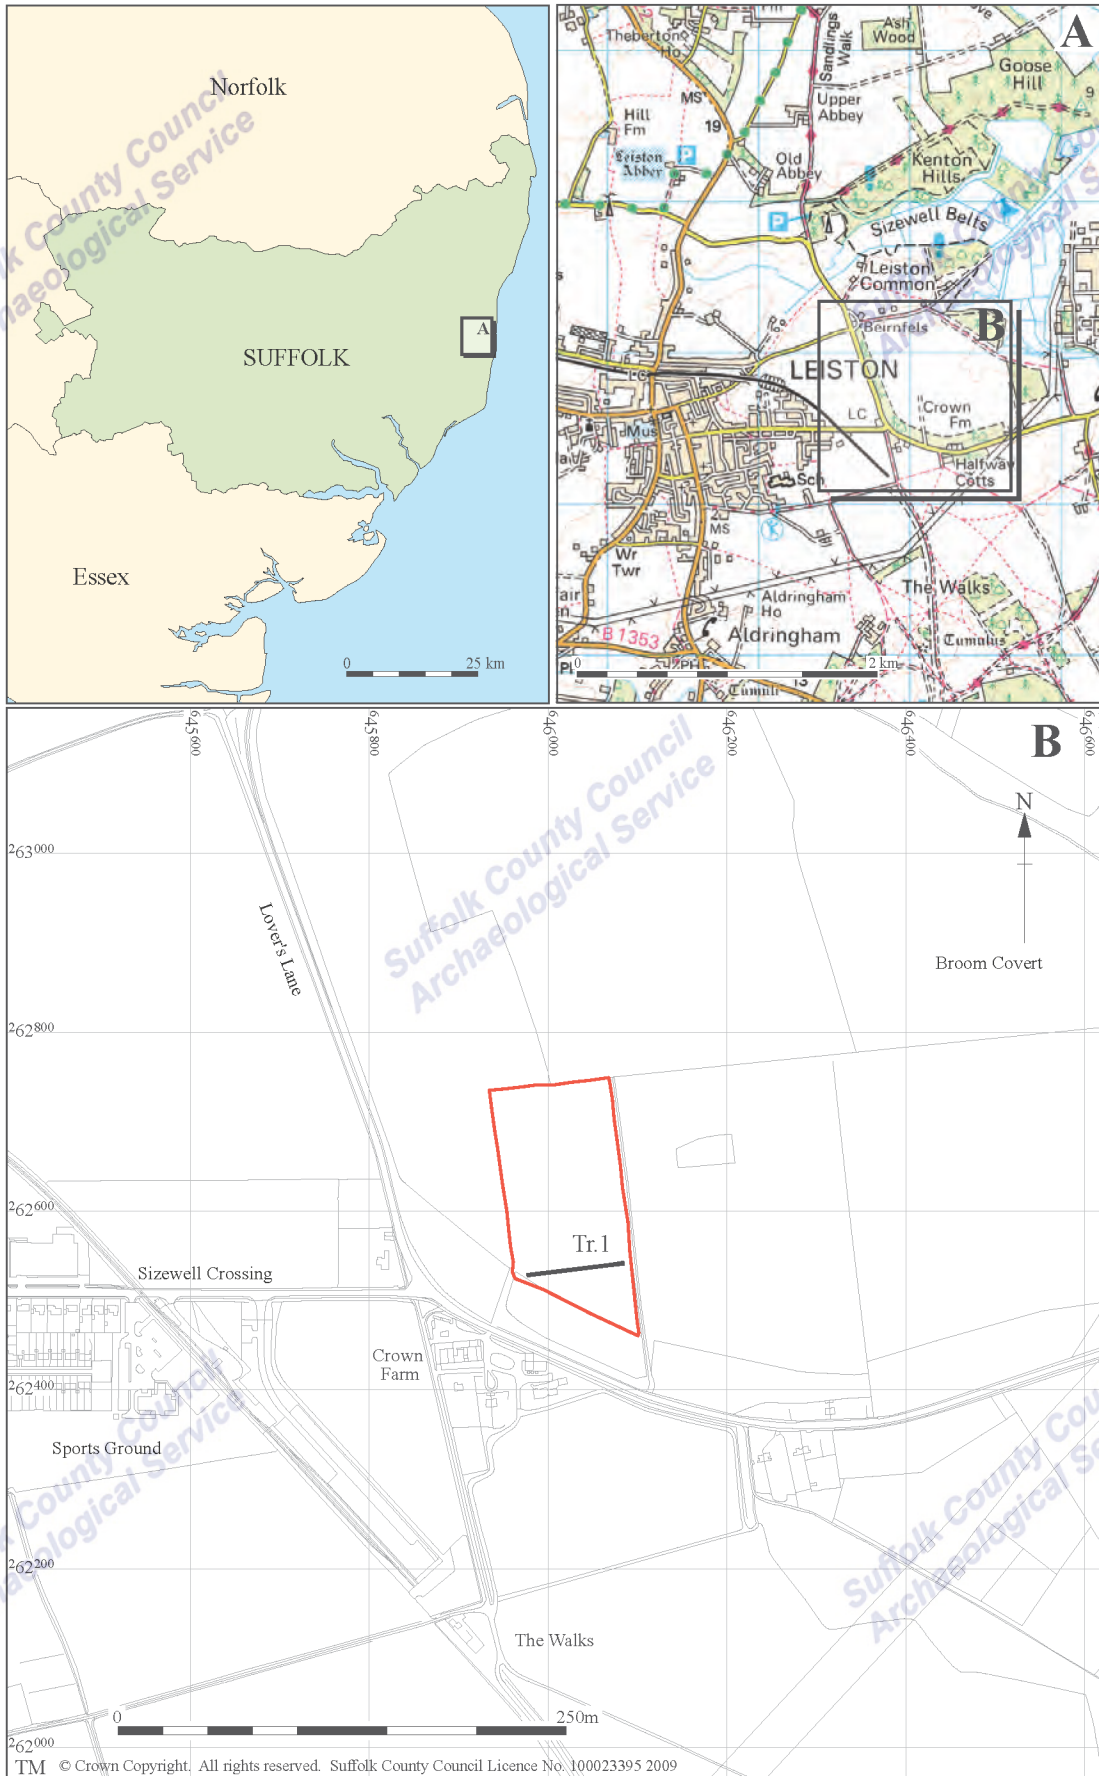 Norfolk
SUFFOLK
A
Essex
0 25 km
A
Theberton
Ho
Ash
Wood
Sandlings
Walk
Goose
Hill
9
MS
19
Upper
Abbey
Hill
Fm
Leiston
Abbey
P
Old
Abbey
Kenton
Hills
P
Sizewell Belts
Leiston
Common
Beirnfels
B
LEISTON
LC
LC
Crown
Fm
Mus
Halfway
Cotts
Sch
MS
Wr
Twr
The Walks
Aldringham
Ho
B 1353
Aldringham
Tumulus
PH
0 2 km
Tumuli
13
B
645600
645800
646000
646200
646400
646600
N
263000
Lover's Lane
Broom Covert
262800
262600
Tr.1
Sizewell Crossing
Crown
Farm
262400
Sports Ground
262200
The Walks
0 250m
262000
TM © Crown Copyright. All rights reserved. Suffolk County Council Licence No. 100023395 2009
Suffolk County Council
Archaeological Service